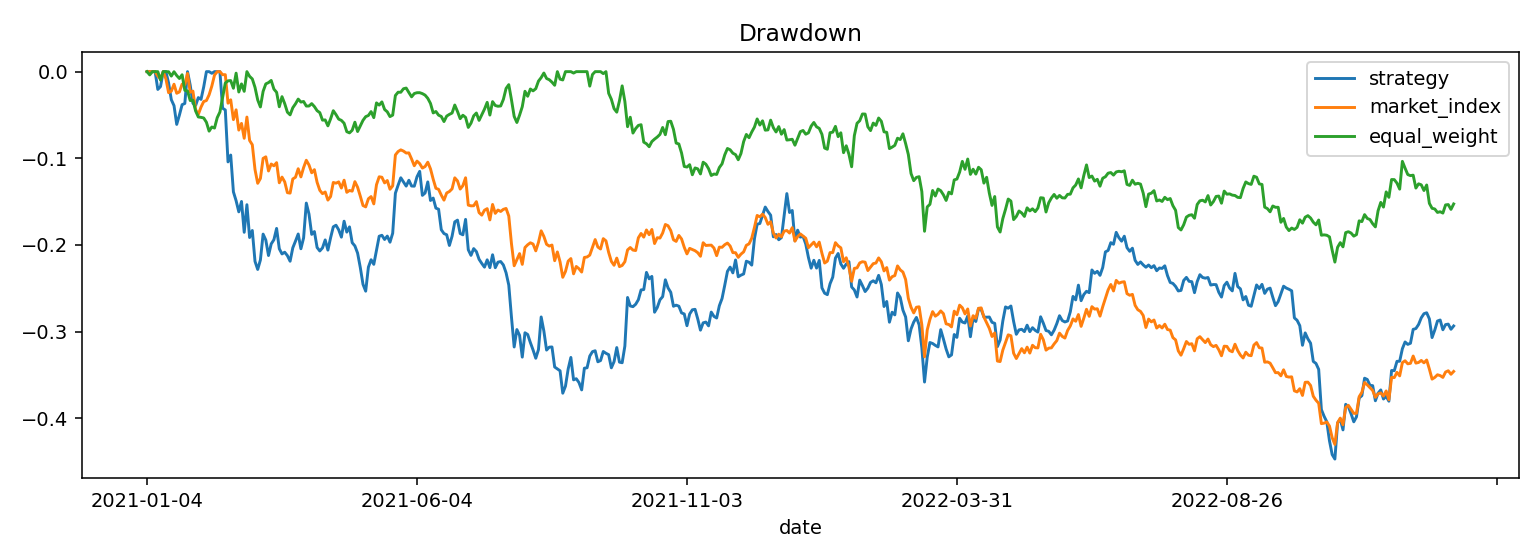 Drawdown
strategy
market_index
equal_weight
0.0
−0.1
−0.2
−0.3
−0.4
2021-01-04
2021-06-04
2021-11-03
2022-03-31
2022-08-26
date